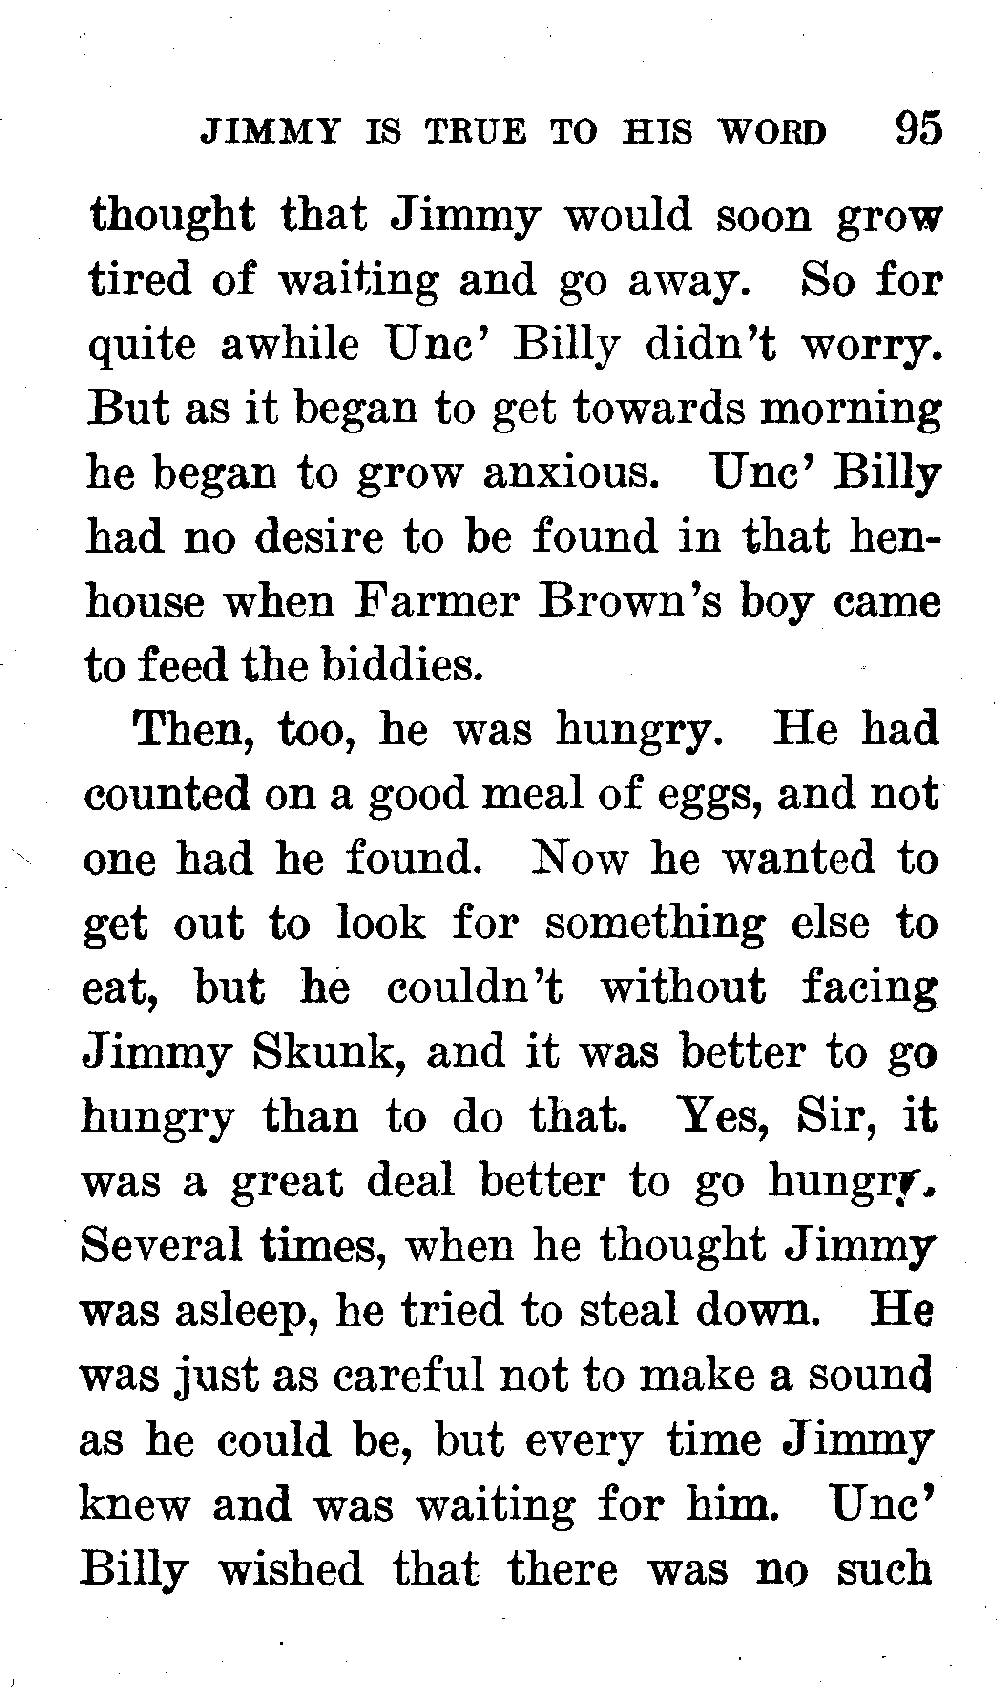 JIMMY IS TRUE TO HIS WORD 95
thought that Jimmy would soon grow
tired of waiting and go away. So for
quite awhile Unc' Billy didn't worry.
But as it began to get towards morning
he began to grow anxious. Unc' Billy
had no desire to be found in that hen-
house when Farmer Brown's boy came
to feed the biddies.
Then, too, he was hungry. He had
counted on a good meal of eggs, and not
one had he found. Now he wanted to
get out to look for something else to
eat, but he couldn't without facing
Jimmy Skunk, and it was better to go
hungry than to do that. Yes, Sir, it
was a great deal better to go hungry.
Several times, when he thought Jimmy
was asleep, he tried to steal down. He
was just as careful not to make a sound
as he could be, but every time Jimmy
knew and was waiting for him. Unc'
Billy wished that there was no such